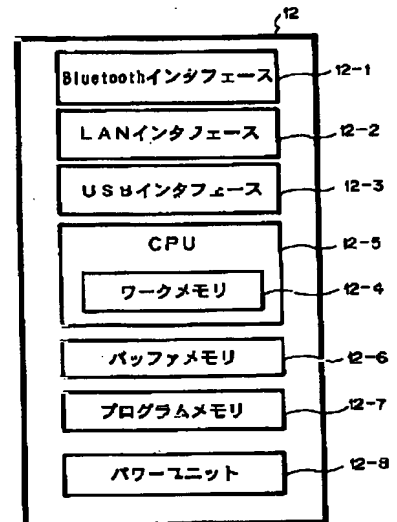 12
Bluetoothインタフェース 12-1
LANインタフェース 12-2
USBインタフェース 12-3
CPU 12-5
ワークメモリ 12-4
バッファメモリ 12-6
プログラムメモリ 12-7
パワーユニット 12-8